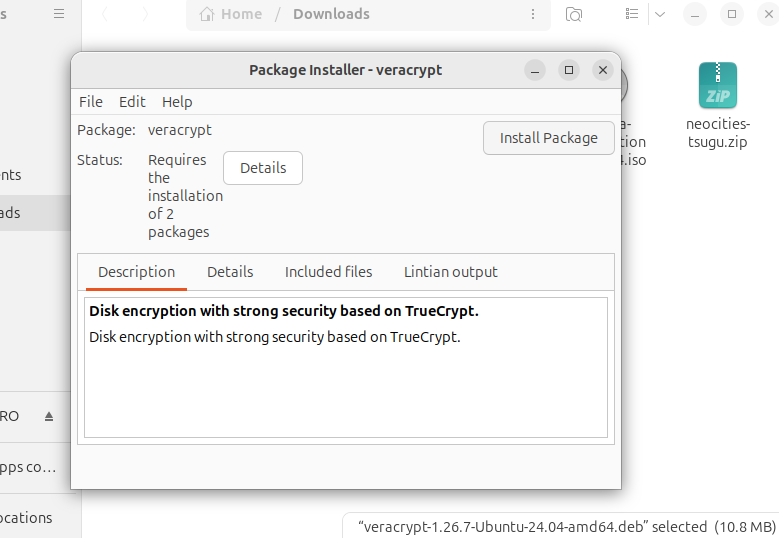 s
Home / Downloads
Package Installer - veracrypt
File Edit Help
Package: veracrypt
Install Package
Status:
Requires
the
installation
of 2
packages
Details
Description Details Included files Lintian output
Disk encryption with strong security based on TrueCrypt.
Disk encryption with strong security based on TrueCrypt.
ZIP
neocities-
tsugu.zip
a-
tion
4.iso
nts
ads
RO
pps co…
ocations
“veracrypt-1.26.7-Ubuntu-24.04-amd64.deb” selected (10.8 MB)